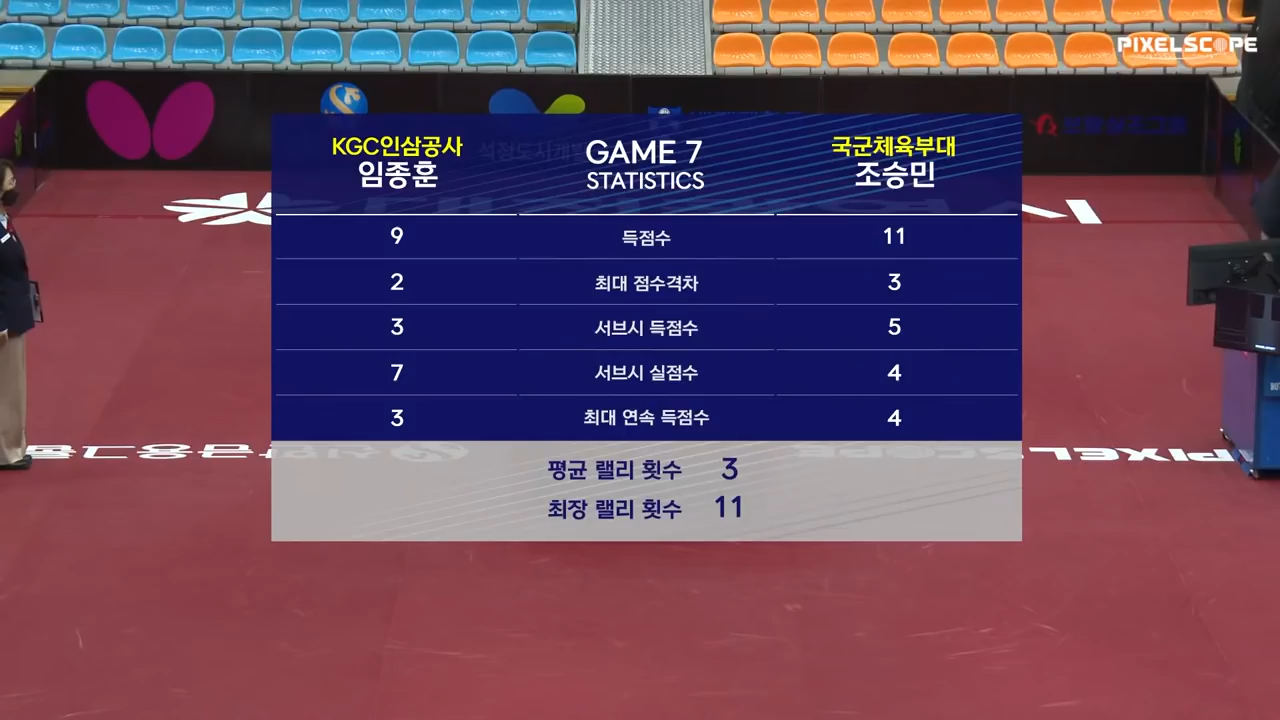 PIXELSCOPE
KGC인삼공사
임종훈
GAME 7
STATISTICS
국군체육부대
조승민
9 득점수 11
2 최대 점수격차 3
3 서브시 득점수 5
7 서브시 실점수 4
3 최대 연속 득점수 4
평균 랠리 횟수 3
최장 랠리 횟수 11
PIXELSCOPE